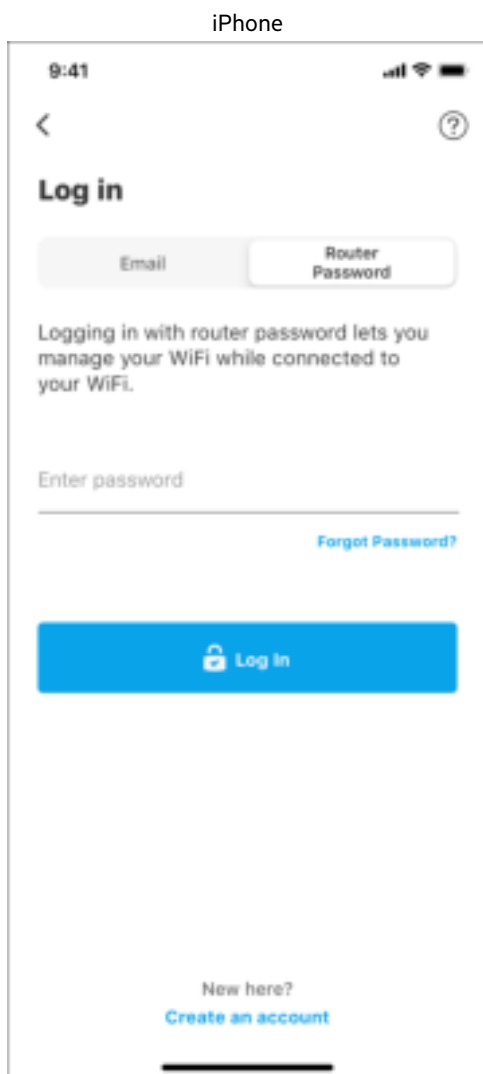 iPhone
9:41
Log in
Email
Router
Password
Logging in with router password lets you
manage your WiFi while connected to
your WiFi.
Enter password
Forgot Password?
Log In
New here?
Create an account